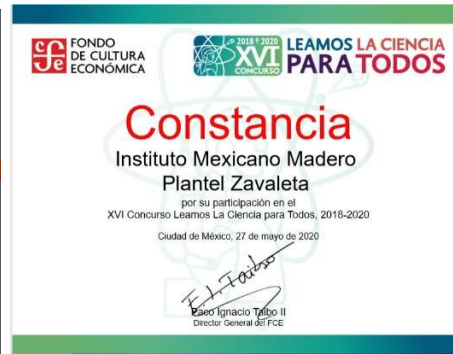 FONDO
DE CULTURA
ECONÓMICA
2018 2020
XVI
CONCURSO
LEAMOS LA CIENCIA
PARA TODOS
Constancia
Instituto Mexicano Madero
Plantel Zavaleta
por su participación en el
XVI Concurso Leamos La Ciencia para Todos, 2018-2020
Ciudad de México, 27 de mayo de 2020
Paco Ignacio Taibo II
Director General del FCE